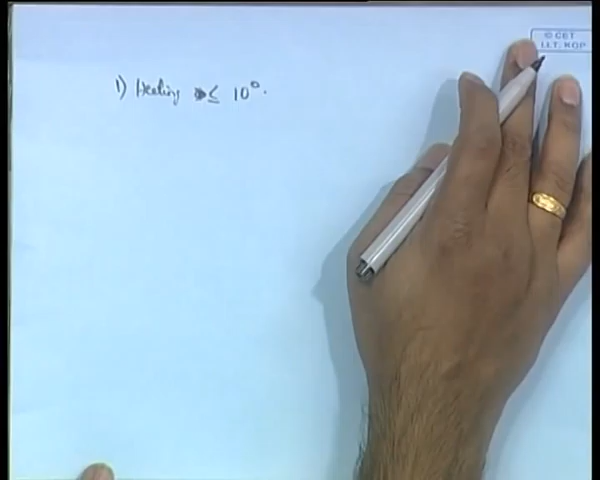 © CET
I.I.T. KGP
1) Heeling ≤ 10°.